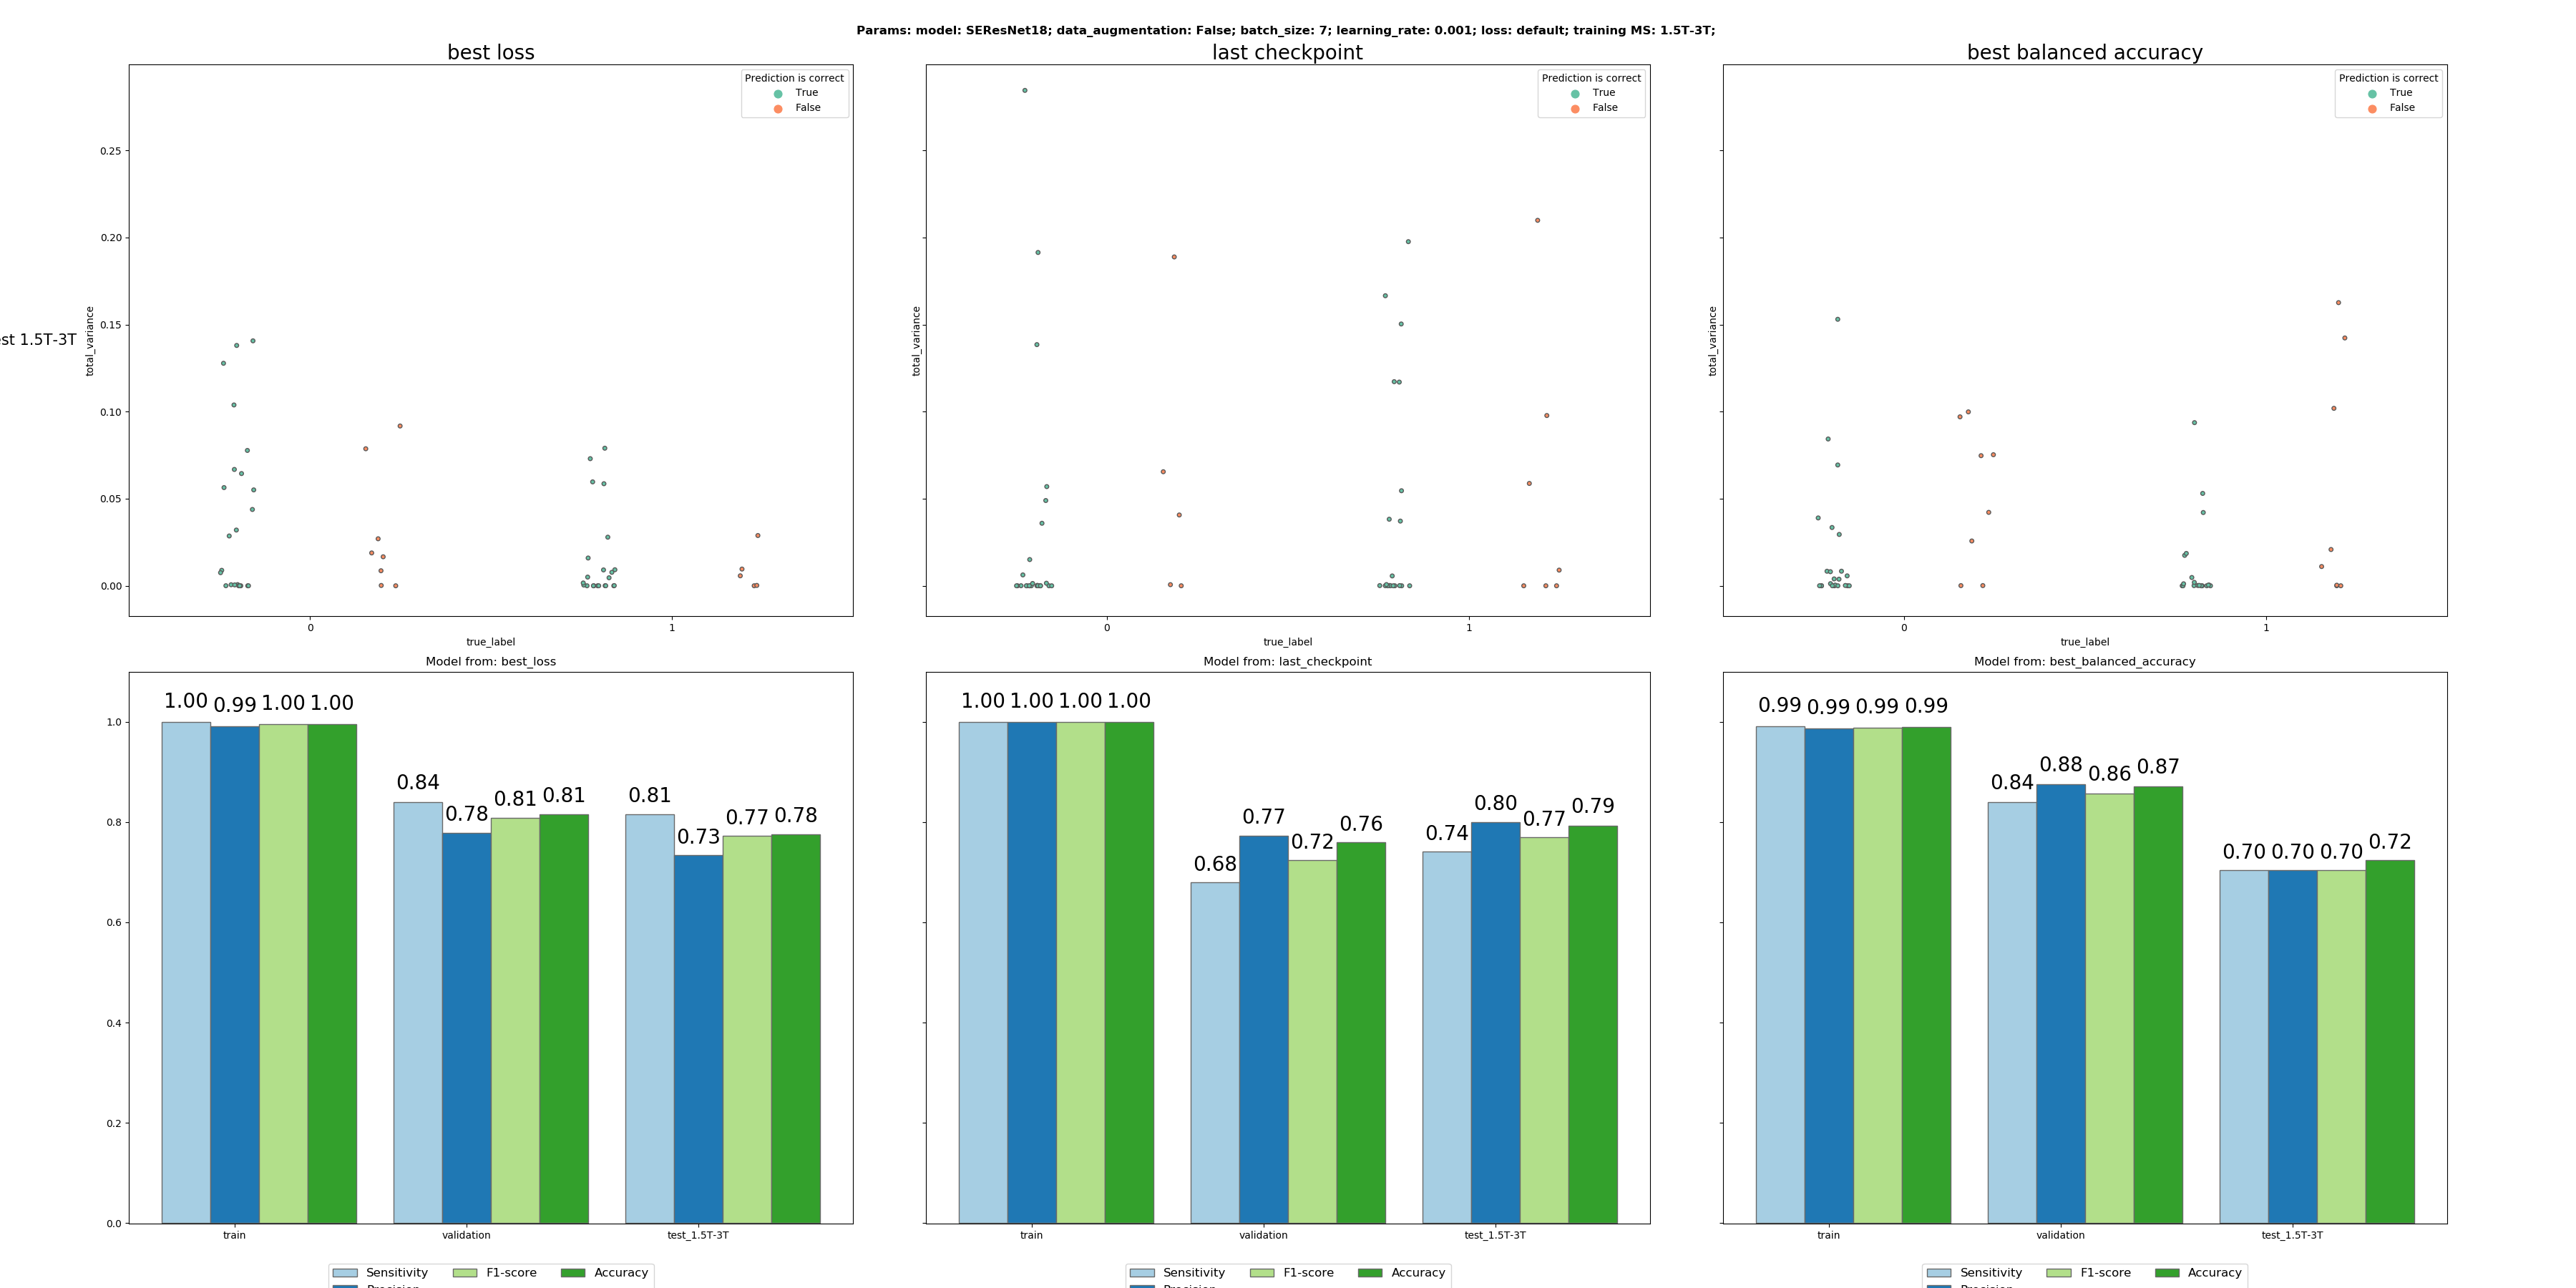 Params: model: SEResNet18; data_augmentation: False; batch_size: 7; learning_rate: 0.001; loss: default; training MS: 1.5T-3T;
best loss
last checkpoint
best balanced accuracy
Prediction is correct
True
False
Prediction is correct
True
False
Prediction is correct
True
False
0.25
0.20
0.15
0.10
0.05
0.00
st 1.5T-3T
total_variance
total_variance
total_variance
0 1
0 1
0 1
true_label
true_label
true_label
Model from: best_loss
Model from: last_checkpoint
Model from: best_balanced_accuracy
1.0
0.8
0.6
0.4
0.2
0.0
1.00 0.99 1.00 1.00
0.84 0.78 0.81 0.81
0.81 0.73 0.77 0.78
train validation test_1.5T-3T
1.00 1.00 1.00 1.00
0.68 0.77 0.72 0.76
0.74 0.80 0.77 0.79
train validation test_1.5T-3T
0.99 0.99 0.99 0.99
0.84 0.88 0.86 0.87
0.70 0.70 0.70 0.72
train validation test_1.5T-3T
Sensitivity F1-score Accuracy
Sensitivity F1-score Accuracy
Sensitivity F1-score Accuracy